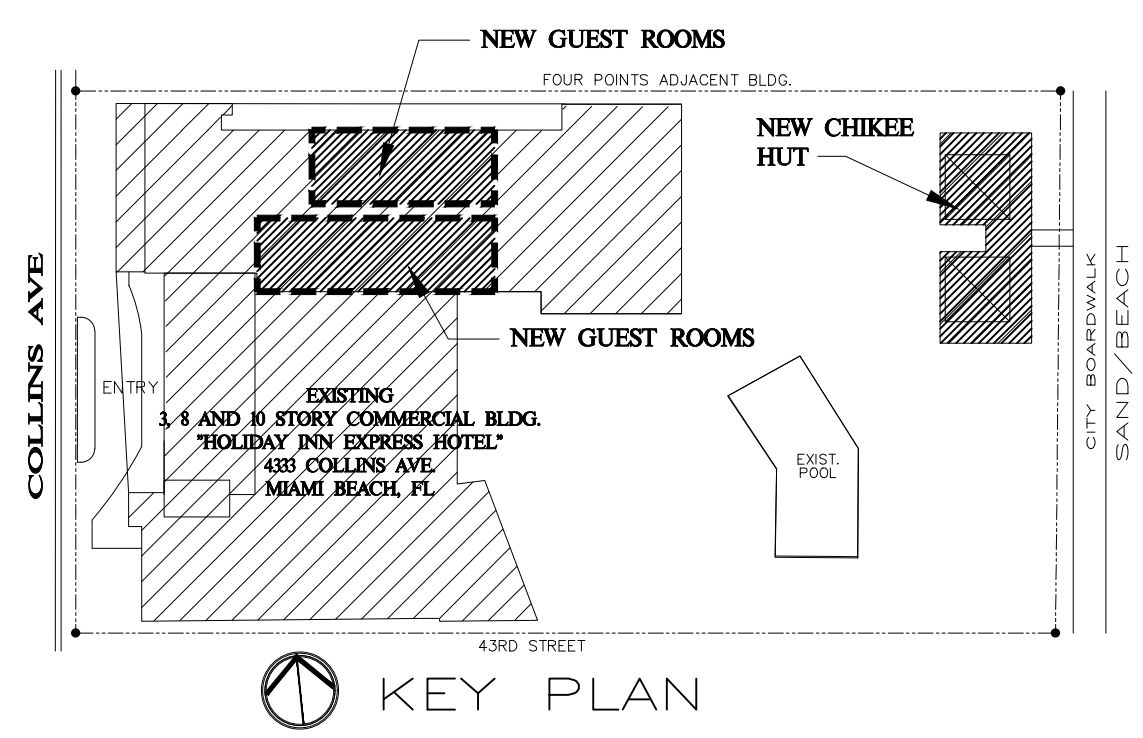 NEW GUEST ROOMS
FOUR POINTS ADJACENT BLDG.
NEW CHIKEE
HUT
COLLINS AVE
NEW GUEST ROOMS
ENTRY
EXISTING
3, 8 AND 10 STORY COMMERCIAL BLDG.
"HOLIDAY INN EXPRESS HOTEL"
4333 COLLINS AVE.
MIAMI BEACH, FL
EXIST.
POOL
CITY BOARDWALK
SAND/BEACH
43RD STREET
KEY PLAN